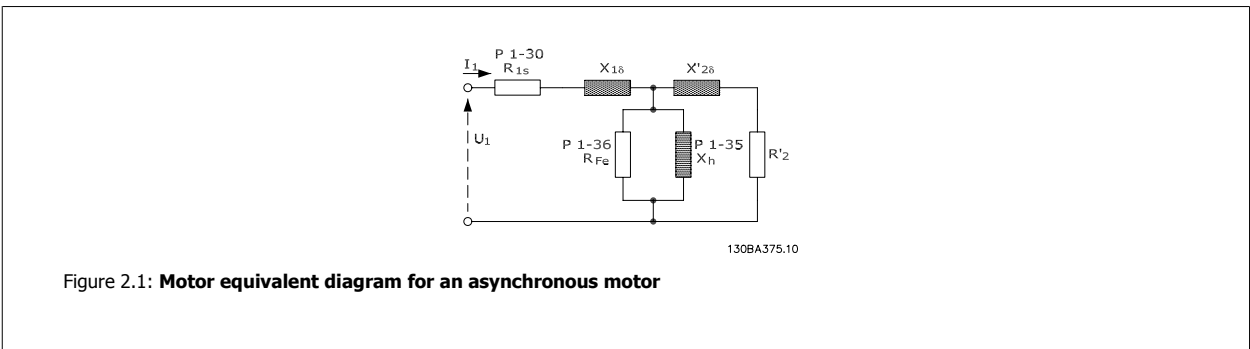 P 1-30
I₁
R₁s
X₁δ
X'₂δ
U₁
P 1-36
R Fe
P 1-35
Xh
R'₂
130BA375.10
Figure 2.1: Motor equivalent diagram for an asynchronous motor